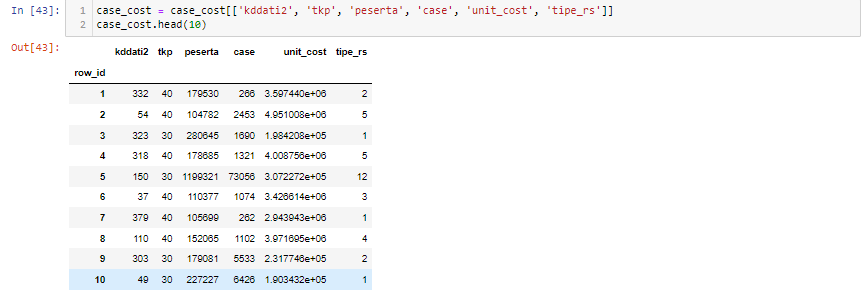 In [43]: 1 case_cost = case_cost[['kddati2', 'tkp', 'peserta', 'case', 'unit_cost', 'tipe_rs']]
2 case_cost.head(10)
Out[43]:
kddati2 tkp peserta case unit_cost tipe_rs
row_id
1 332 40 179530 266 3.597440e+06 2
2 54 40 104782 2453 4.951008e+06 5
3 323 30 280645 1690 1.984208e+05 1
4 318 40 178685 1321 4.008756e+06 5
5 150 30 1199321 73056 3.072272e+05 12
6 37 40 110377 1074 3.426614e+06 3
7 379 40 105699 262 2.943943e+06 1
8 110 40 152065 1102 3.971695e+06 4
9 303 30 179081 5533 2.317746e+05 2
10 49 30 227227 6426 1.903432e+05 1